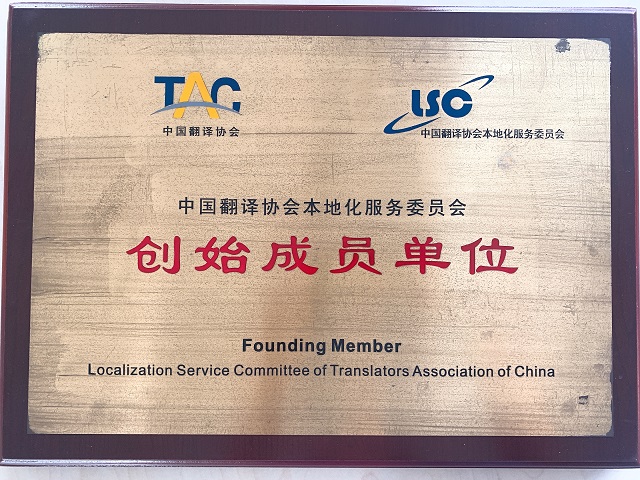 TAC
中国翻译协会
LSC
中国翻译协会本地化服务委员会
中国翻译协会本地化服务委员会
创始成员单位
Founding Member
Localization Service Committee of Translators Association of China